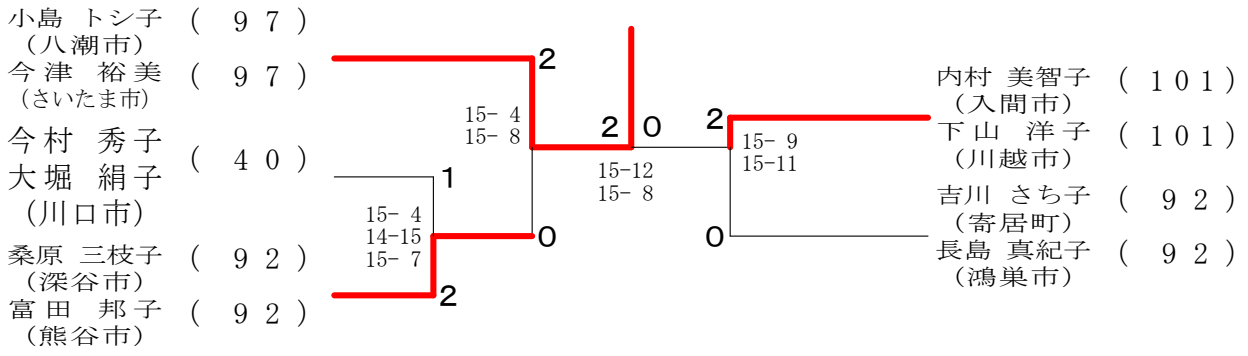 小島 トシ子 ( 97 )
(八潮市)
今津 裕美 ( 97 )
(さいたま市)
今村 秀子
大堀 絹子 ( 40 )
(川口市)
桑原 三枝子 ( 92 )
(深谷市)
富田 邦子 ( 92 )
(熊谷市)
2
15- 4
15- 8
1
15- 4
14-15
15- 7
2
0
2 0
15-12
15- 8
2
15- 9
15-11
0
内村 美智子 ( 101 )
(入間市)
下山 洋子 ( 101 )
(川越市)
吉川 さち子 ( 92 )
(寄居町)
長島 真紀子 ( 92 )
(鴻巣市)